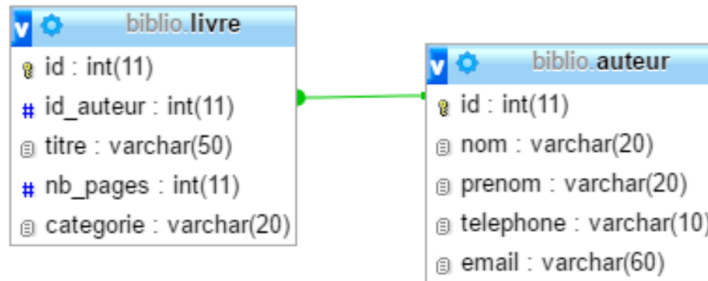 biblio.livre
id : int(11)
id_auteur : int(11)
titre : varchar(50)
nb_pages : int(11)
categorie : varchar(20)
biblio.auteur
id : int(11)
nom : varchar(20)
prenom : varchar(20)
telephone : varchar(10)
email : varchar(60)